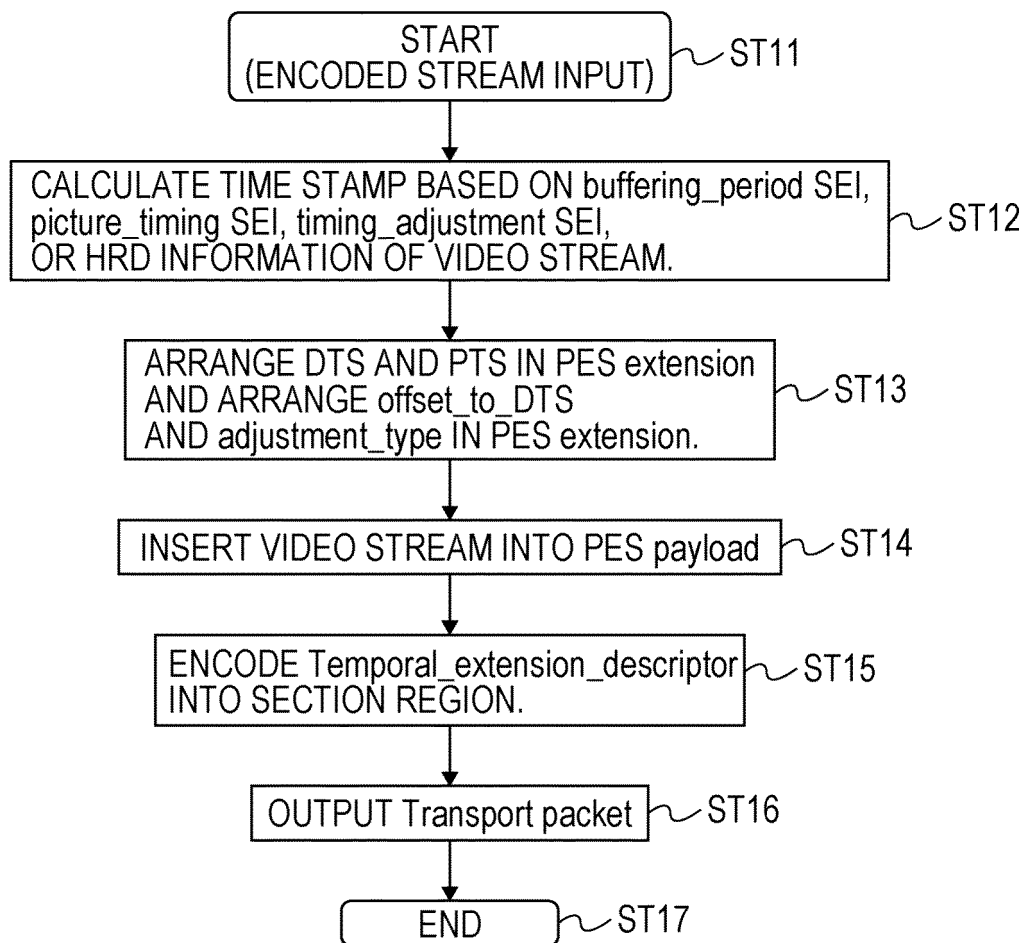 START
(ENCODED STREAM INPUT)
ST11
CALCULATE TIME STAMP BASED ON buffering_period SEI,
picture_timing SEI, timing_adjustment SEI,
OR HRD INFORMATION OF VIDEO STREAM.
ST12
ARRANGE DTS AND PTS IN PES extension
AND ARRANGE offset_to_DTS
AND adjustment_type IN PES extension.
ST13
INSERT VIDEO STREAM INTO PES payload
ST14
ENCODE Temporal_extension_descriptor
INTO SECTION REGION.
ST15
OUTPUT Transport packet
ST16
END
ST17